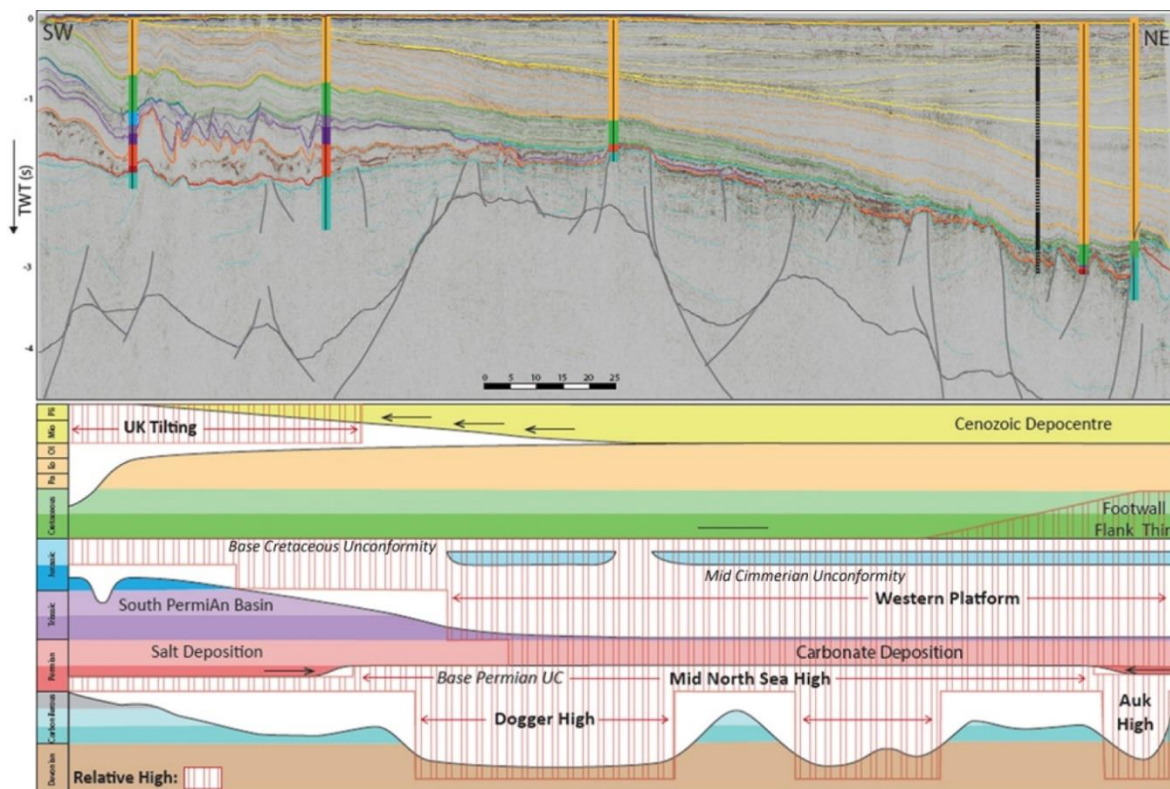 SW
NE
0
-1
TWT (s)
-3
-4
0 5 10 15 20 25
Pli
Mio
Ol
Eo
Pa
Cretaceous
Jurassic
Triassic
Permian
Carboniferous
Devonian
UK Tilting
Cenozoic Depocentre
Footwall
Flank Thin
Base Cretaceous Unconformity
Mid Cimmerian Unconformity
Western Platform
South PermiAn Basin
Salt Deposition
Carbonate Deposition
Base Permian UC
Mid North Sea High
Dogger High
Auk
High
Relative High: